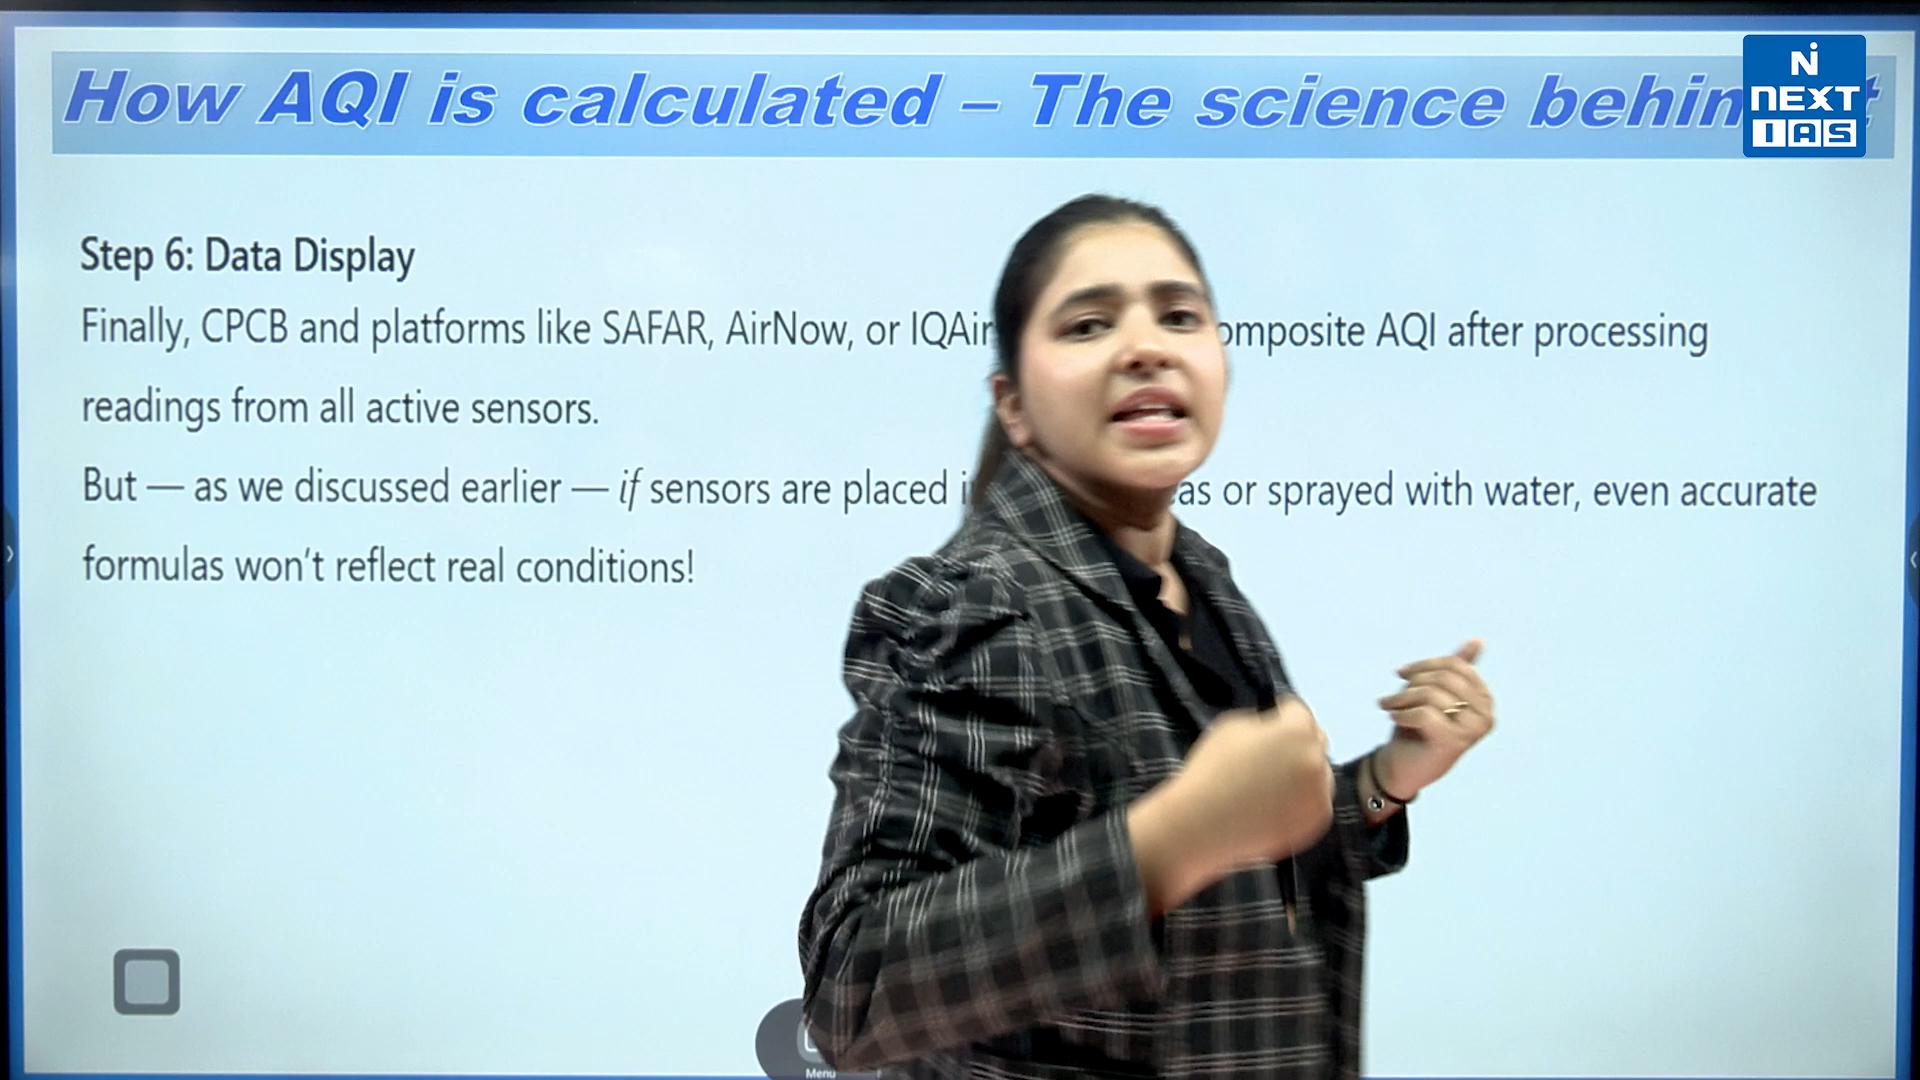 How AQI is calculated – The science behin
NEXT
IAS
Step 6: Data Display
Finally, CPCB and platforms like SAFAR, AirNow, or IQAir omposite AQI after processing
readings from all active sensors.
But — as we discussed earlier — if sensors are placed i as or sprayed with water, even accurate
formulas won't reflect real conditions!
Menu